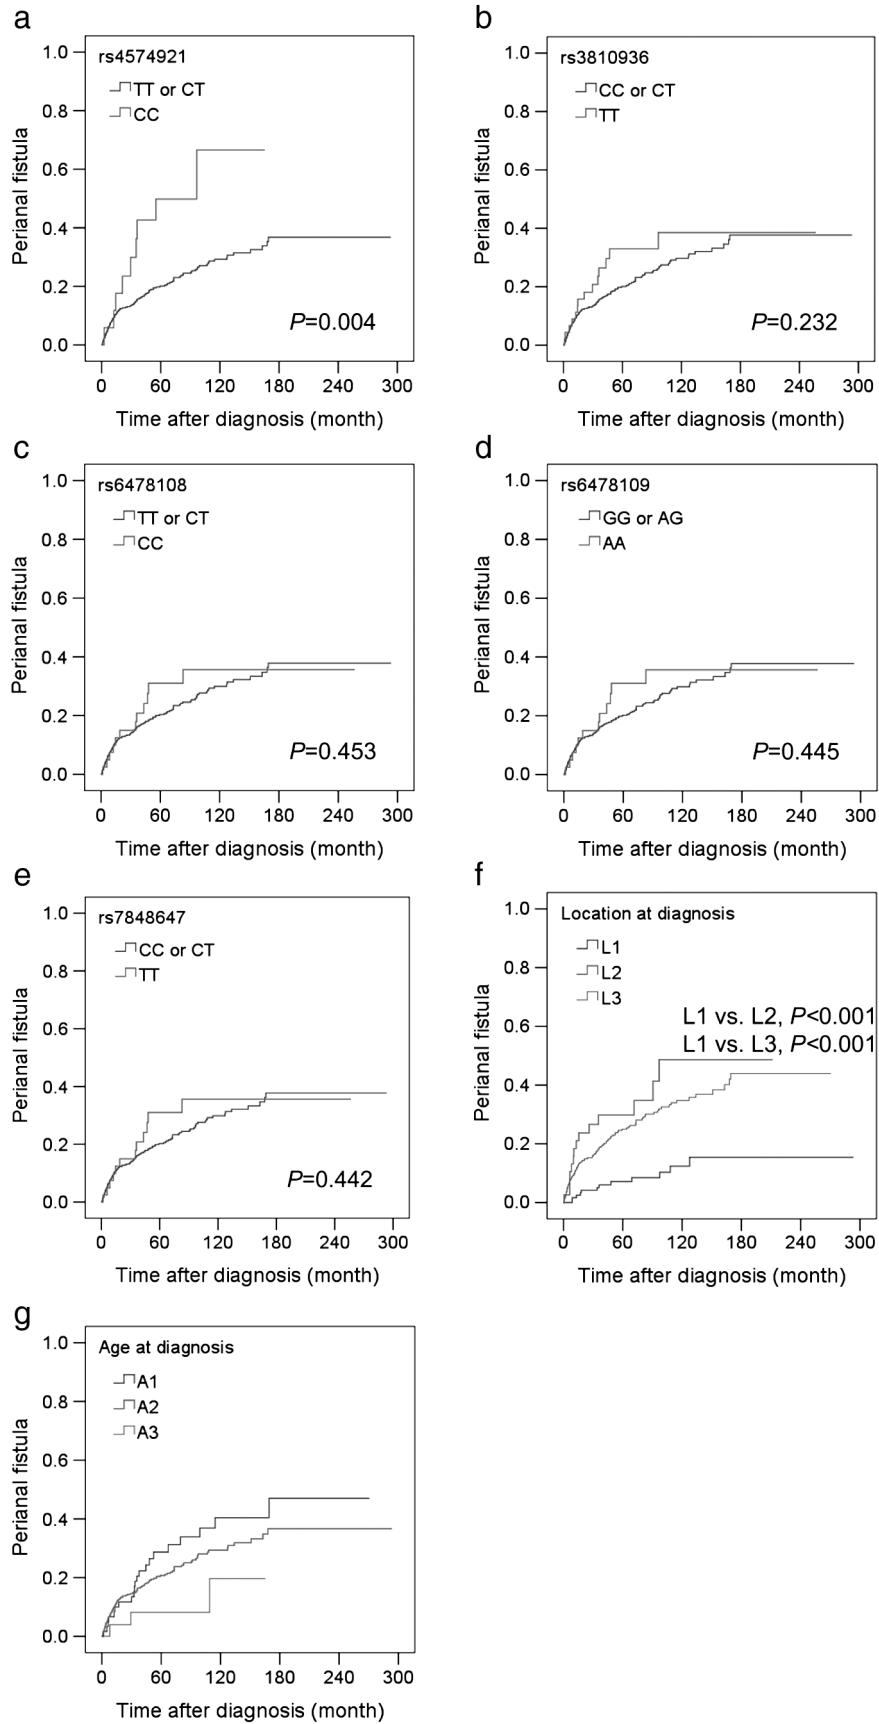 a
rs4574921
TT or CT
CC
1.0
0.8
0.6
0.4
0.2
0.0
Perianal fistula
P=0.004
0 60 120 180 240 300
Time after diagnosis (month)
b
rs3810936
CC or CT
TT
1.0
0.8
0.6
0.4
0.2
0.0
Perianal fistula
P=0.232
0 60 120 180 240 300
Time after diagnosis (month)
c
rs6478108
TT or CT
CC
1.0
0.8
0.6
0.4
0.2
0.0
Perianal fistula
P=0.453
0 60 120 180 240 300
Time after diagnosis (month)
d
rs6478109
GG or AG
AA
1.0
0.8
0.6
0.4
0.2
0.0
Perianal fistula
P=0.445
0 60 120 180 240 300
Time after diagnosis (month)
e
rs7848647
CC or CT
TT
1.0
0.8
0.6
0.4
0.2
0.0
Perianal fistula
P=0.442
0 60 120 180 240 300
Time after diagnosis (month)
f
Location at diagnosis
L1
L2
L3
L1 vs. L2, P<0.001
L1 vs. L3, P<0.001
1.0
0.8
0.6
0.4
0.2
0.0
Perianal fistula
0 60 120 180 240 300
Time after diagnosis (month)
g
Age at diagnosis
A1
A2
A3
1.0
0.8
0.6
0.4
0.2
0.0
Perianal fistula
0 60 120 180 240 300
Time after diagnosis (month)